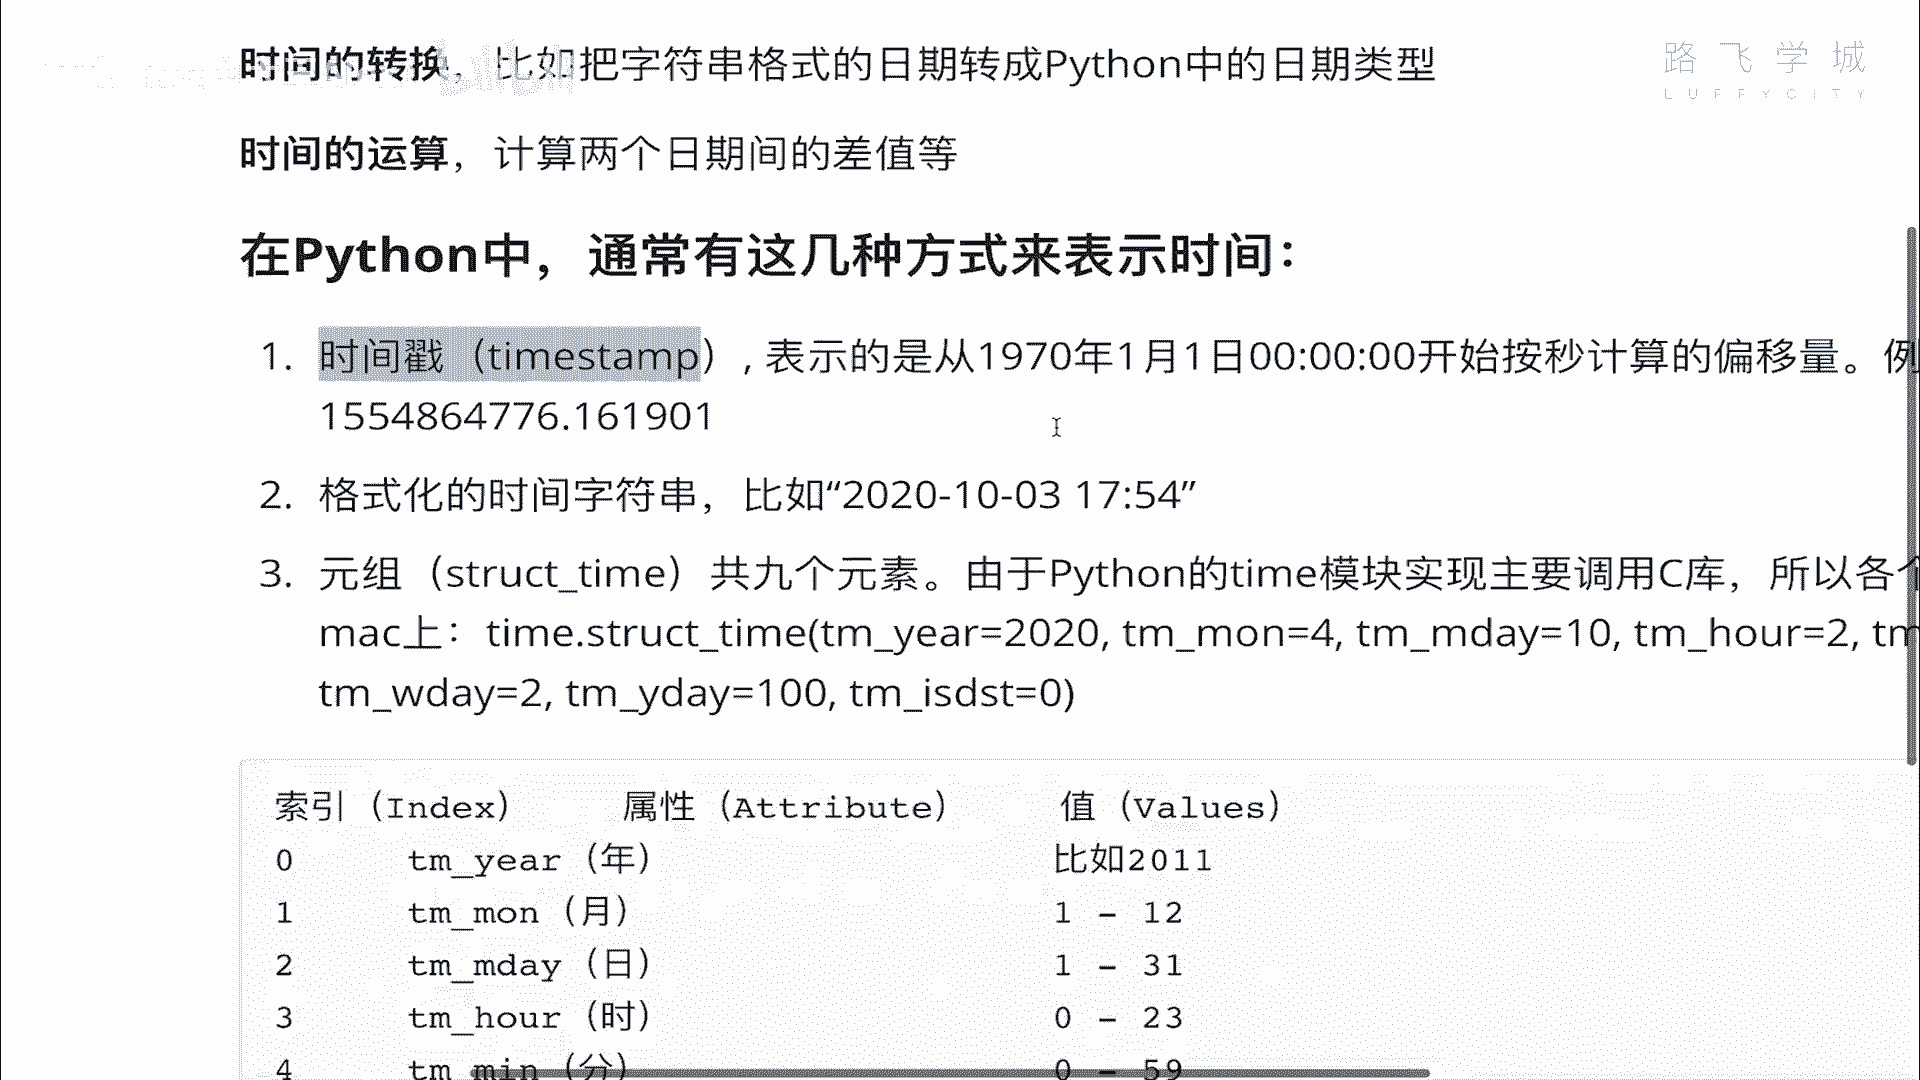 时间的转换，比如把字符串格式的日期转成Python中的日期类型
路飞学城
LUFFYCITY
时间的运算，计算两个日期间的差值等
在Python中，通常有这几种方式来表示时间：
1. 时间戳（timestamp）, 表示的是从1970年1月1日00:00:00开始按秒计算的偏移量。例
1554864776.161901
2. 格式化的时间字符串，比如“2020-10-03 17:54”
3. 元组（struct_time）共九个元素。由于Python的time模块实现主要调用C库，所以各个
mac上：time.struct_time(tm_year=2020, tm_mon=4, tm_mday=10, tm_hour=2, tm
tm_wday=2, tm_yday=100, tm_isdst=0)
索引（Index） 属性（Attribute） 值（Values）
0 tm_year（年） 比如2011
1 tm_mon（月） 1 - 12
2 tm_mday（日） 1 - 31
3 tm_hour（时） 0 - 23
4 tm_min（分） 0 - 59